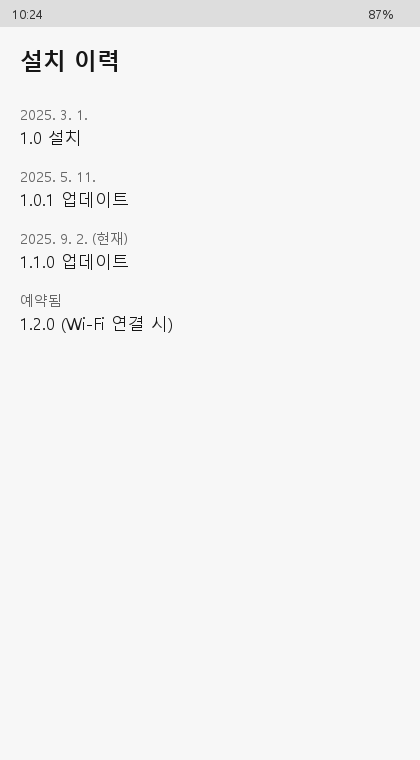 10:24 87%
설치 이력
2025. 3. 1.
1.0 설치
2025. 5. 11.
1.0.1 업데이트
2025. 9. 2. (현재)
1.1.0 업데이트
예약됨
1.2.0 (Wi-Fi 연결 시)